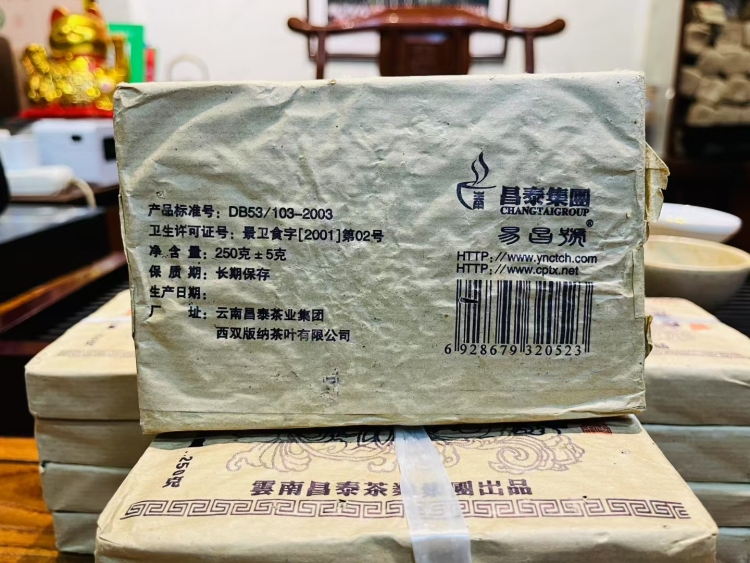 产品标准号：DB53/103-2003
卫生许可证号：景卫食字[2001]第02号
净 含 量：250克±5克
保 质 期：长期保存
生产日期：
厂 址：云南昌泰茶业集团
西双版纳茶叶有限公司
昌泰集團
CHANGTAIGROUP
易昌號®
HTTP://www.ynctch.com
HTTP://www.cptx.net
6 928679 320523
250克
雲南昌泰茶業集團出品